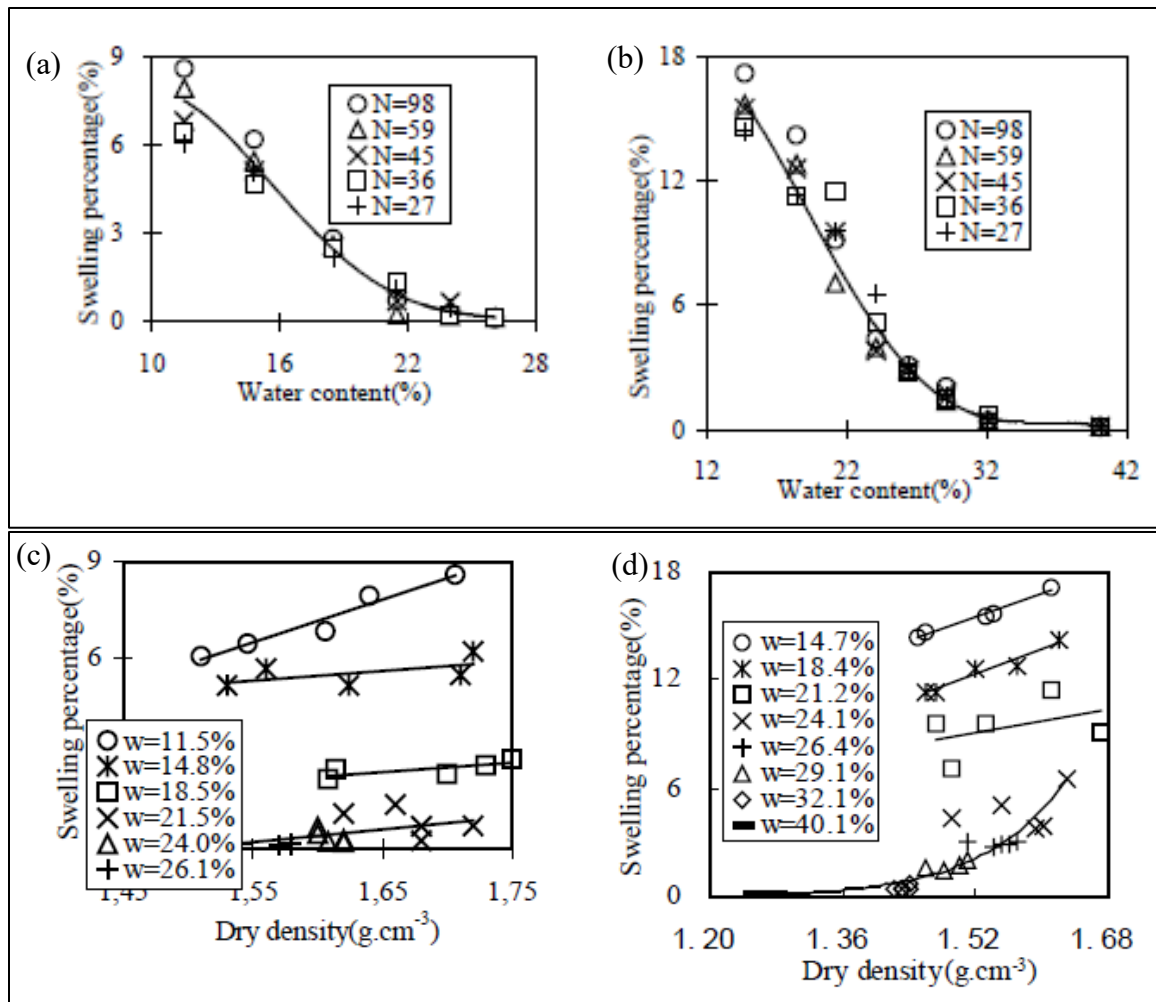 (a)
Swelling percentage(%)
9
6
3
0
N=98
N=59
N=45
N=36
N=27
10 16 22 28
Water content(%)
(b)
Swelling percentage(%)
18
12
6
0
N=98
N=59
N=45
N=36
N=27
12 22 32 42
Water content(%)
(c)
Swelling percentage(%)
9
6
w=11.5%
w=14.8%
w=18.5%
w=21.5%
w=24.0%
w=26.1%
1,45 1,55 1,65 1,75
Dry density(g.cm-3)
(d)
Swelling percentage(%)
18
12
6
0
w=14.7%
w=18.4%
w=21.2%
w=24.1%
w=26.4%
w=29.1%
w=32.1%
w=40.1%
1. 20 1. 36 1. 52 1. 68
Dry density(g.cm-3)